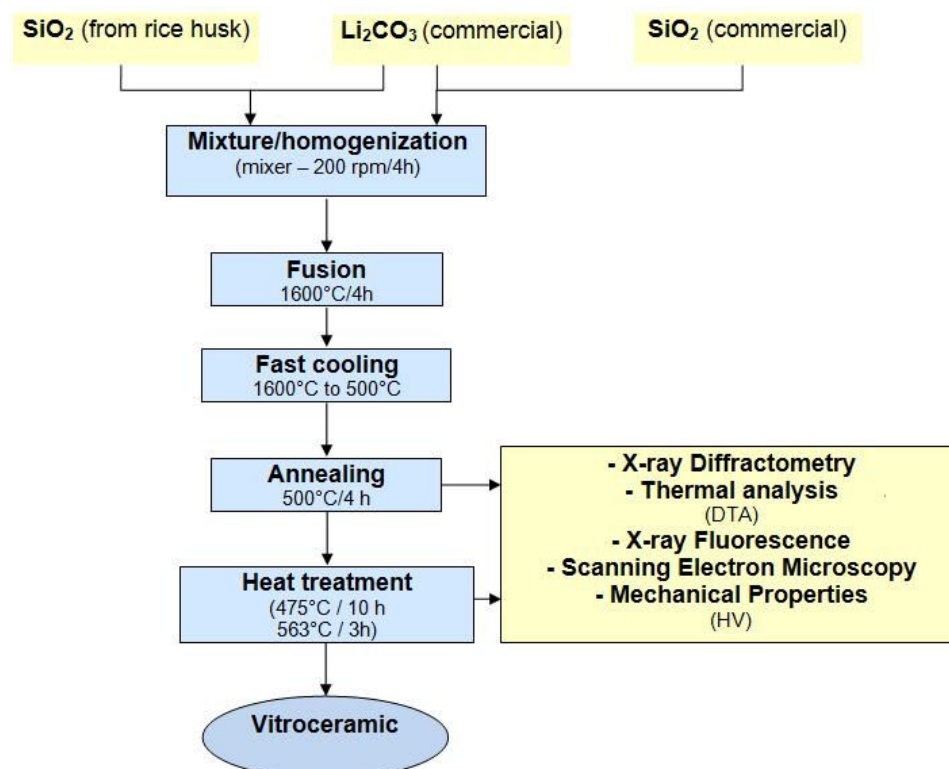 SiO₂ (from rice husk)
Li₂CO₃ (commercial)
SiO₂ (commercial)
Mixture/homogenization
(mixer – 200 rpm/4h)
Fusion
1600°C/4h
Fast cooling
1600°C to 500°C
Annealing
500°C/4 h
- X-ray Diffractometry
- Thermal analysis
(DTA)
- X-ray Fluorescence
- Scanning Electron Microscopy
- Mechanical Properties
(HV)
Heat treatment
(475°C / 10 h
563°C / 3h)
Vitroceramic